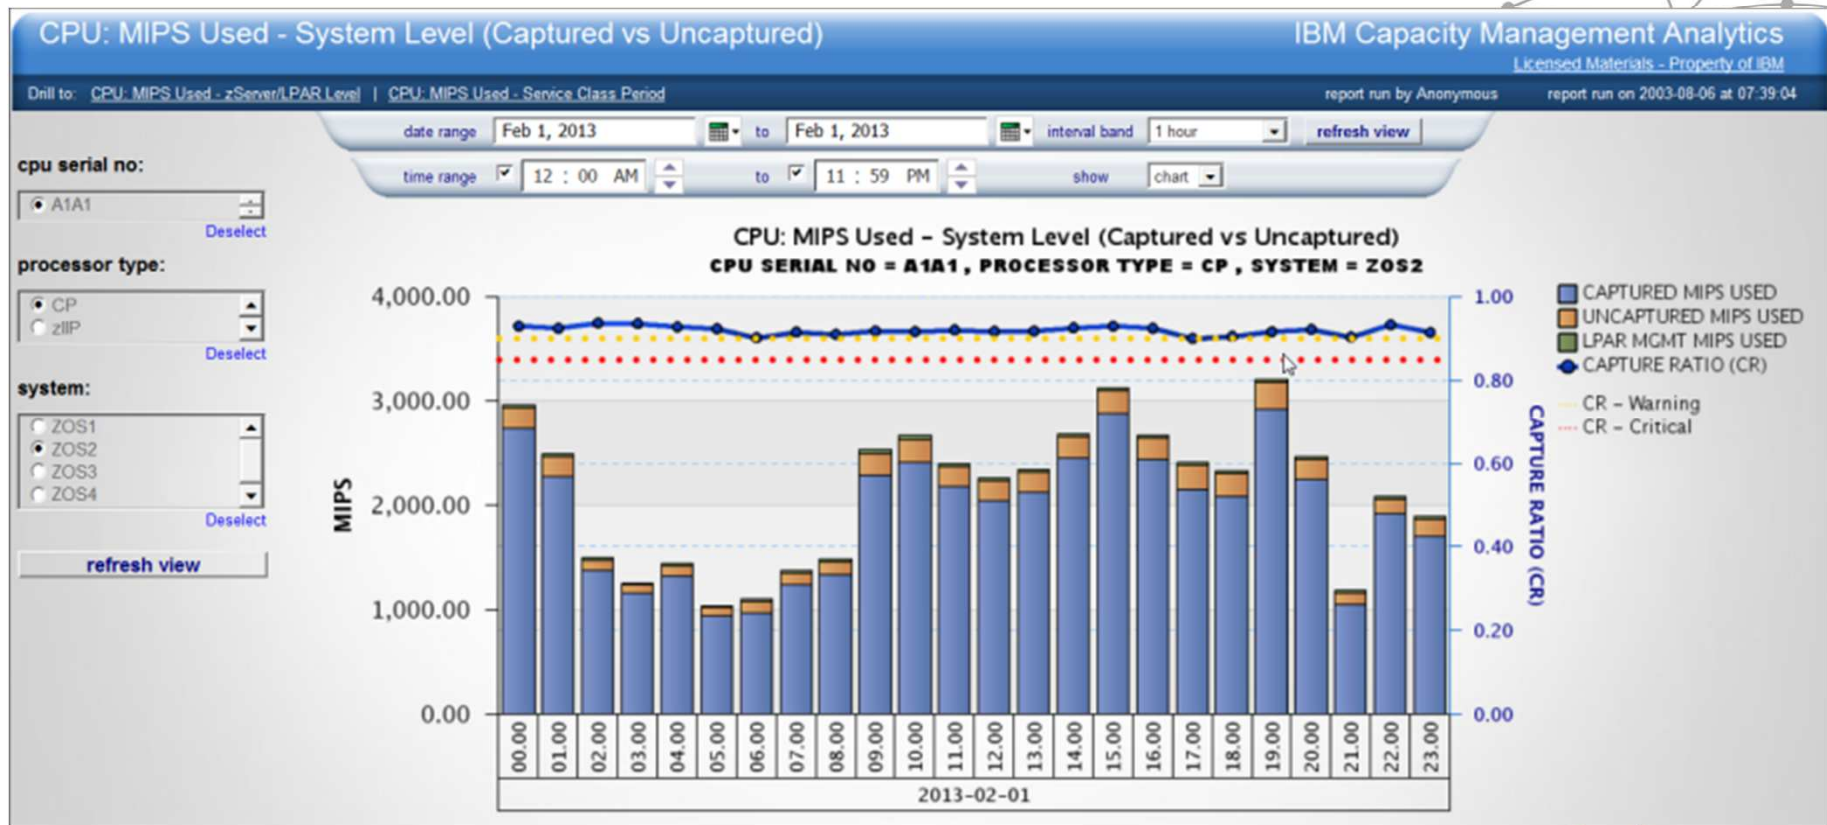 CPU: MIPS Used - System Level (Captured vs Uncaptured)
IBM Capacity Management Analytics
Licensed Materials - Property of IBM
Drill to: CPU: MIPS Used - zServer/LPAR Level | CPU: MIPS Used - Service Class Period
report run by Anonymous report run on 2003-08-06 at 07:39:04
date range Feb 1, 2013 to Feb 1, 2013 interval band 1 hour refresh view
time range 12 : 00 AM to 11 : 59 PM show chart
cpu serial no:
A1A1
Deselect
processor type:
CP
zIIP
Deselect
system:
ZOS1
ZOS2
ZOS3
ZOS4
Deselect
refresh view
CPU: MIPS Used - System Level (Captured vs Uncaptured)
CPU SERIAL NO = A1A1 , PROCESSOR TYPE = CP , SYSTEM = ZOS2
MIPS
4,000.00
3,000.00
2,000.00
1,000.00
0.00
1.00
0.80
0.60
0.40
0.20
0.00
CAPTURE RATIO (CR)
00.00
01.00
02.00
03.00
04.00
05.00
06.00
07.00
08.00
09.00
10.00
11.00
12.00
13.00
14.00
15.00
16.00
17.00
18.00
19.00
20.00
21.00
22.00
23.00
2013-02-01
CAPTURED MIPS USED
UNCAPTURED MIPS USED
LPAR MGMT MIPS USED
CAPTURE RATIO (CR)
CR - Warning
CR - Critical